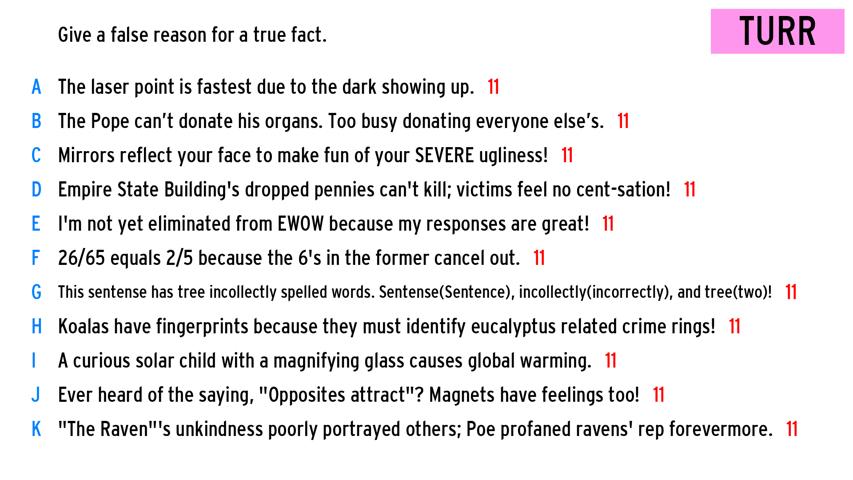 Give a false reason for a true fact.
TURR
A The laser point is fastest due to the dark showing up. 11
B The Pope can't donate his organs. Too busy donating everyone else's. 11
C Mirrors reflect your face to make fun of your SEVERE ugliness! 11
D Empire State Building's dropped pennies can't kill; victims feel no cent-sation! 11
E I'm not yet eliminated from EWOW because my responses are great! 11
F 26/65 equals 2/5 because the 6's in the former cancel out. 11
G This sentense has tree incollectly spelled words. Sentense(Sentence), incollectly(incorrectly), and tree(two)! 11
H Koalas have fingerprints because they must identify eucalyptus related crime rings! 11
I A curious solar child with a magnifying glass causes global warming. 11
J Ever heard of the saying, "Opposites attract"? Magnets have feelings too! 11
K "The Raven"'s unkindness poorly portrayed others; Poe profaned ravens' rep forevermore. 11